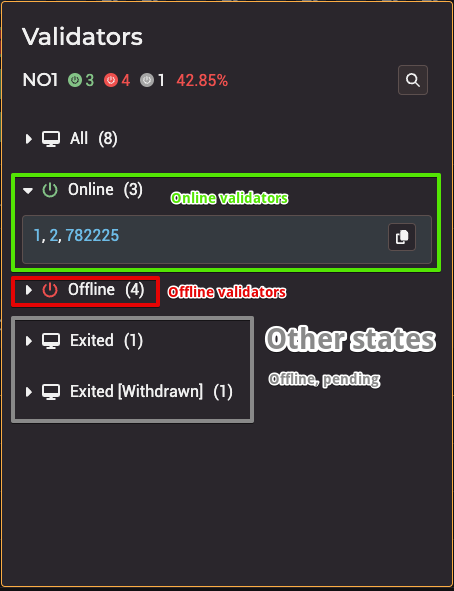 Validators
NO1 3 4 1 42.85%
All (8)
Online (3) Online validators
1, 2, 782225
Offline (4) Offline validators
Exited (1) Other states
Offline, pending
Exited [Withdrawn] (1)